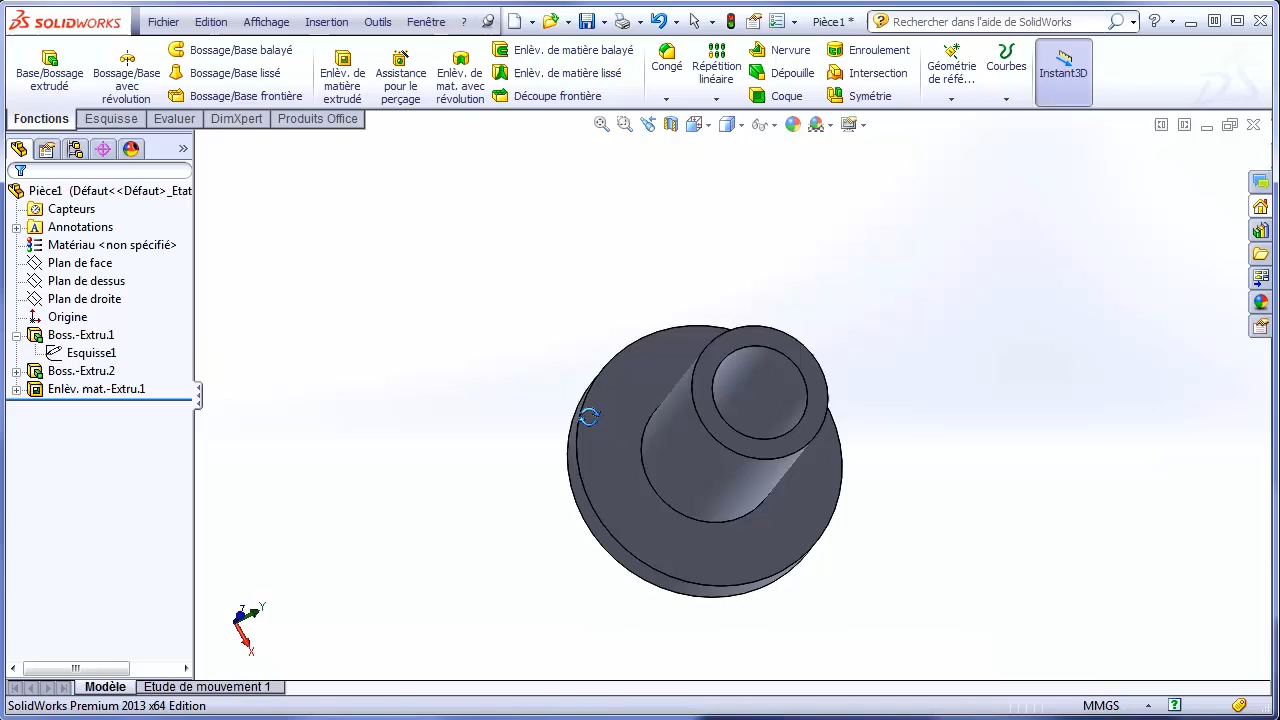 SOLIDWORKS Fichier Edition Affichage Insertion Outils Fenêtre ? Pièce1 * Rechercher dans l'aide de SolidWorks ?
Base/Bossage extrudé
Bossage/Base avec révolution
Bossage/Base balayé
Bossage/Base lissé
Bossage/Base frontière
Enlèv. de matière extrudé
Assistance pour le perçage
Enlèv. de mat. avec révolution
Enlèv. de matière balayé
Enlèv. de matière lissé
Découpe frontière
Congé
Répétition linéaire
Nervure
Dépouille
Coque
Enroulement
Intersection
Symétrie
Géométrie de réfé...
Courbes
Instant3D
Fonctions Esquisse Evaluer DimXpert Produits Office
Pièce1 (Défaut<<Défaut>_Etat
Capteurs
Annotations
Matériau <non spécifié>
Plan de face
Plan de dessus
Plan de droite
Origine
Boss.-Extru.1
Esquisse1
Boss.-Extru.2
Enlèv. mat.-Extru.1
Z Y
X
Modèle Etude de mouvement 1
SolidWorks Premium 2013 x64 Edition MMGS ?